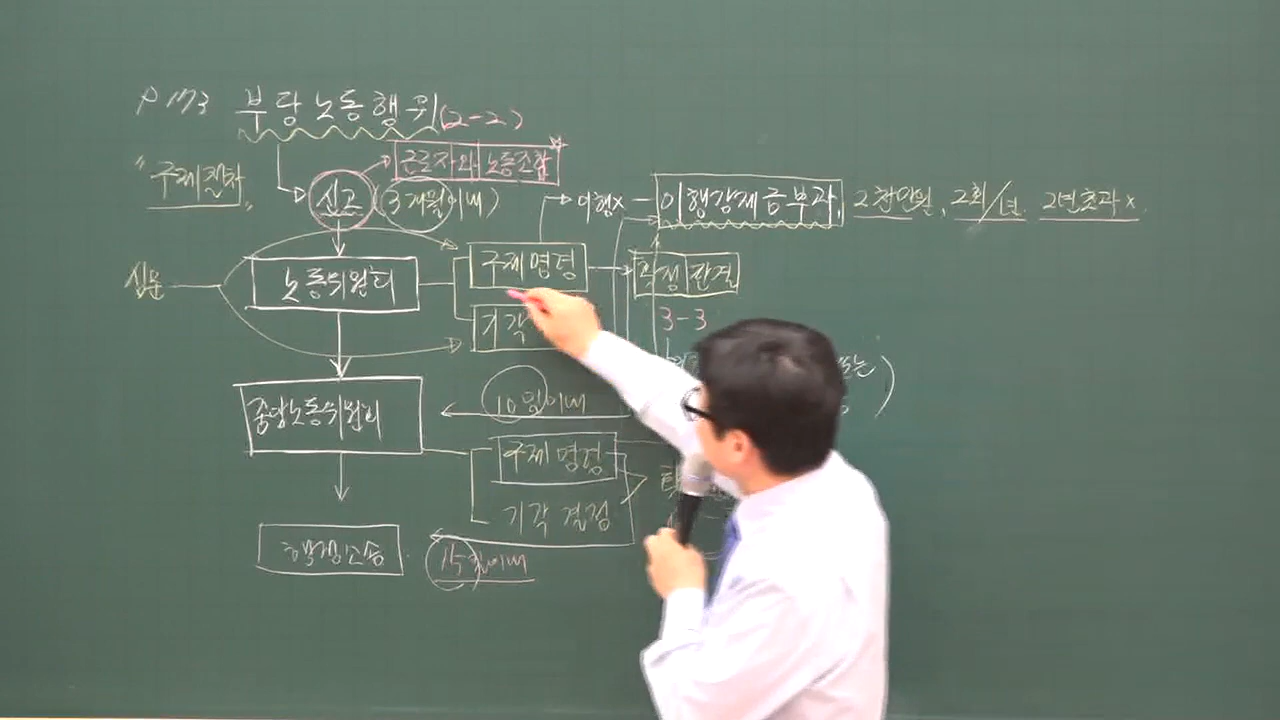 P 173 부당노동행위(2-2)
"구제절차"
근로자와 노동조합
신고 (3개월이내)
이행x - 이행강제금부과, 2천만원, 2회/년, 2년초과x.
심문
노동위원회
구제명령
확정 판결
기각
3-3
또는
10일이내
중앙노동위원회
구제명령
기각 결정
행정소송
15일이내